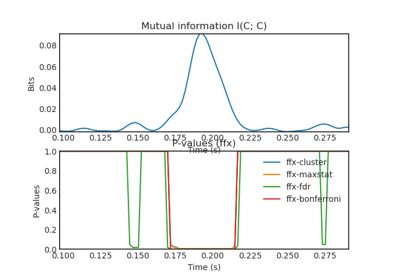 Mutual information I(C; C)
0.08
0.06
0.04
0.02
0.00
Bits
0.100 0.125 0.150 0.175 0.200 0.225 0.250 0.275
Time (s)
P-values (ffx)
1.0
0.8
0.6
0.4
0.2
0.0
P-values
ffx-cluster
ffx-maxstat
ffx-fdr
ffx-bonferroni
0.100 0.125 0.150 0.175 0.200 0.225 0.250 0.275
Time (s)